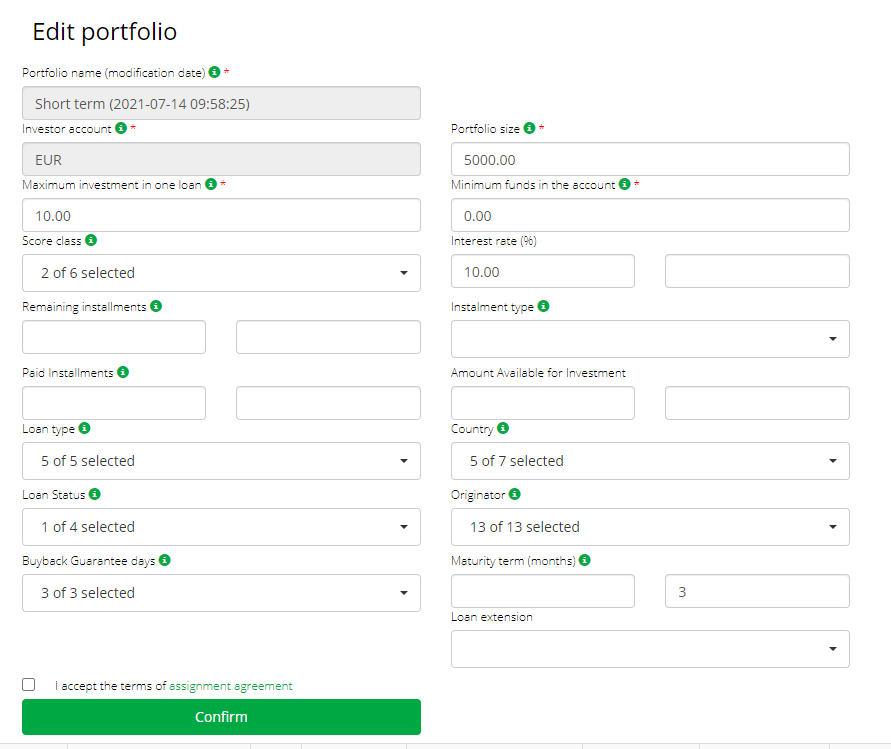 Edit portfolio
Portfolio name (modification date) *
Short term (2021-07-14 09:58:25)
Investor account *
Portfolio size *
EUR
5000.00
Maximum investment in one loan *
Minimum funds in the account *
10.00
0.00
Score class
Interest rate (%)
2 of 6 selected
10.00
Remaining installments
Instalment type
Paid Installments
Amount Available for Investment
Loan type
Country
5 of 5 selected
5 of 7 selected
Loan Status
Originator
1 of 4 selected
13 of 13 selected
Buyback Guarantee days
Maturity term (months)
3 of 3 selected
3
Loan extension
I accept the terms of assignment agreement
Confirm